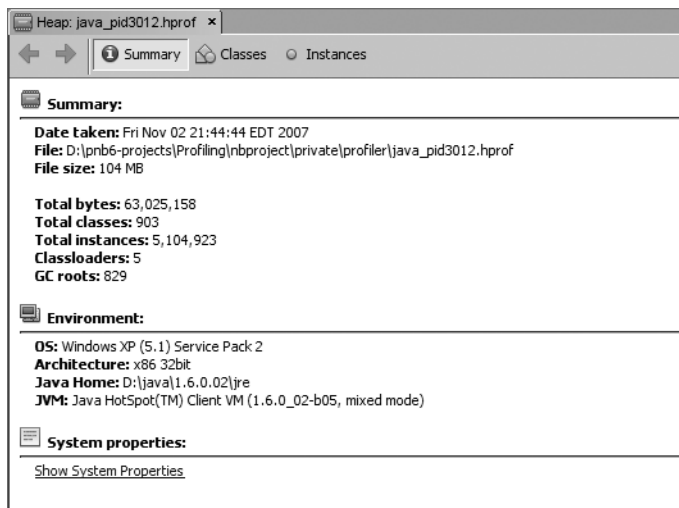 Heap: java_pid3012.hprof ×
Summary Classes Instances
Summary:
Date taken: Fri Nov 02 21:44:44 EDT 2007
File: D:\pnb6-projects\Profiling\nbproject\private\profiler\java_pid3012.hprof
File size: 104 MB
Total bytes: 63,025,158
Total classes: 903
Total instances: 5,104,923
Classloaders: 5
GC roots: 829
Environment:
OS: Windows XP (5.1) Service Pack 2
Architecture: x86 32bit
Java Home: D:\java\1.6.0.02\jre
JVM: Java HotSpot(TM) Client VM (1.6.0_02-b05, mixed mode)
System properties:
Show System Properties